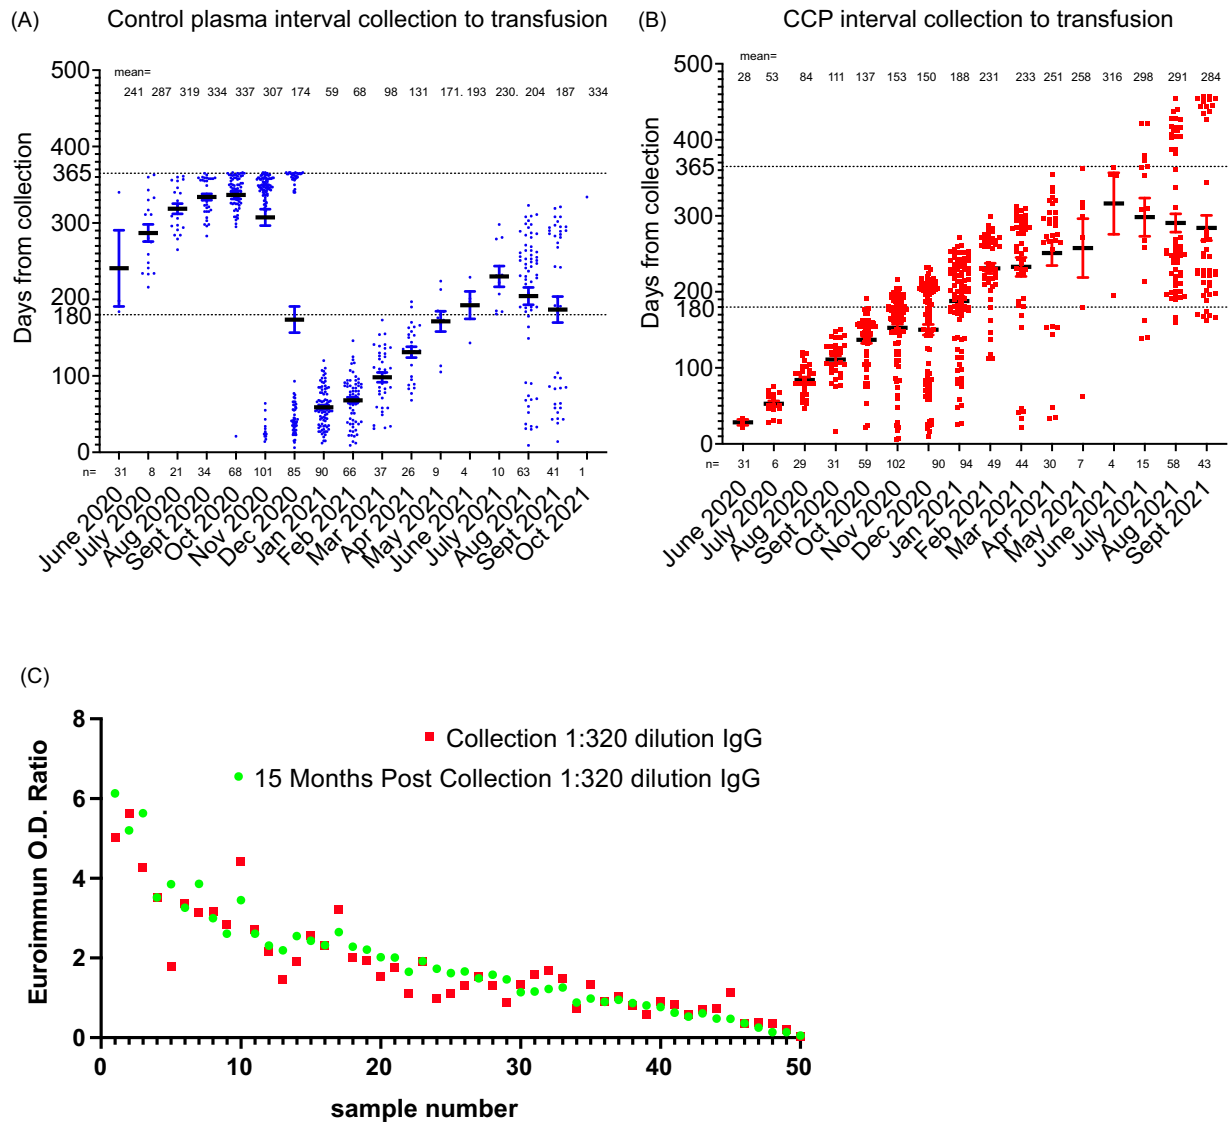 (A) Control plasma interval collection to transfusion
mean=
241 287 319 334 337 307 174 59 68 98 131 171. 193 230. 204 187 334
500
400
365
300
200
180
100
0
Days from collection
n= 31 8 21 34 68 101 85 90 66 37 26 9 4 10 63 41 1
June 2020
July 2020
Aug 2020
Sept 2020
Oct 2020
Nov 2020
Dec 2020
Jan 2021
Feb 2021
Mar 2021
Apr 2021
May 2021
June 2021
July 2021
Aug 2021
Sept 2021
Oct 2021
(B) CCP interval collection to transfusion
mean=
28 53 84 111 137 153 150 188 231 233 251 258 316 298 291 284
500
400
365
300
200
180
100
0
Days from collection
n= 31 6 29 31 59 102 90 94 49 44 30 7 4 15 58 43
June 2020
July 2020
Aug 2020
Sept 2020
Oct 2020
Nov 2020
Dec 2020
Jan 2021
Feb 2021
Mar 2021
Apr 2021
May 2021
June 2021
July 2021
Aug 2021
Sept 2021
(C)
Collection 1:320 dilution IgG
15 Months Post Collection 1:320 dilution IgG
8
6
4
2
0
Euroimmun O.D. Ratio
0 10 20 30 40 50
sample number